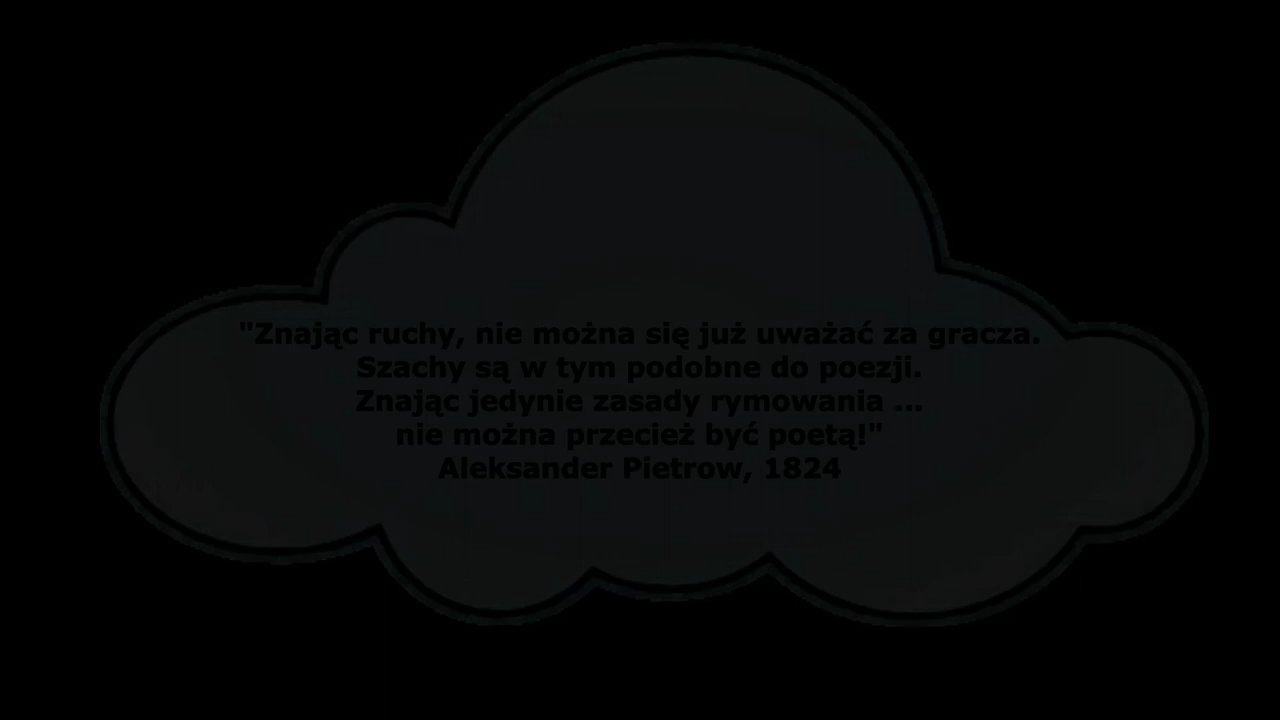 "Znając ruchy, nie można się już uważać za gracza.
Szachy są w tym podobne do poezji.
Znając jedynie zasady rymowania ...
nie można przecież być poetą!"
Aleksander Pietrow, 1824